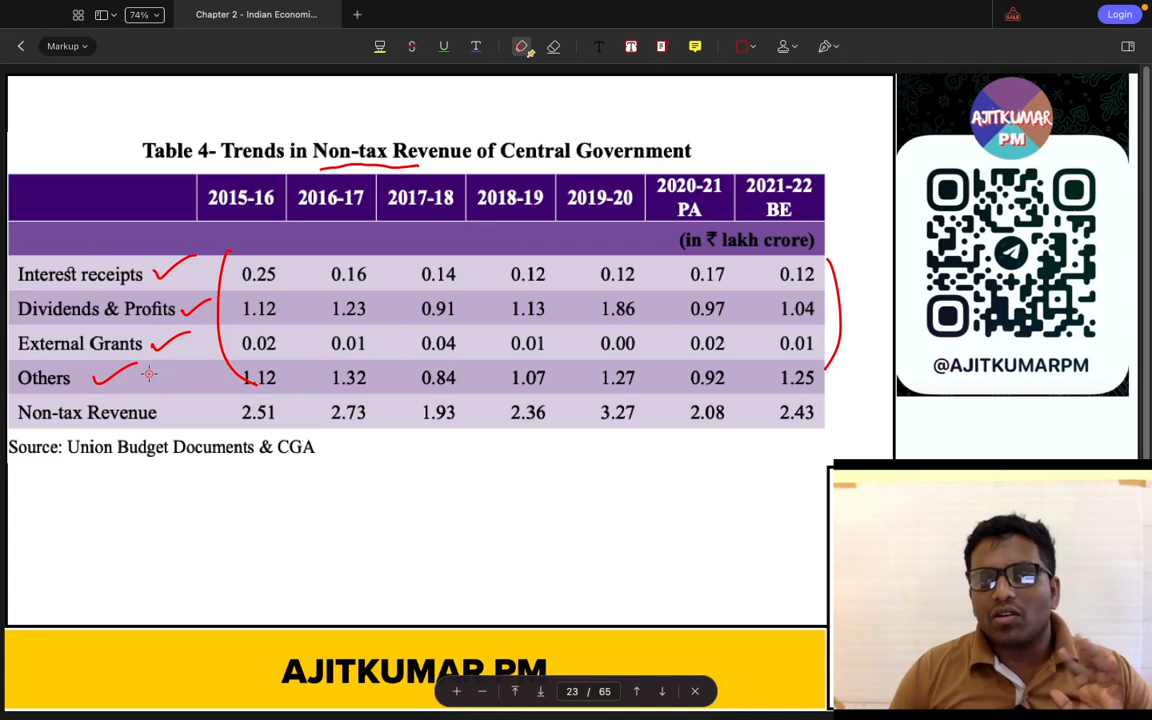 74%
Chapter 2 - Indian Economi...
SALE
Login
Markup
S U T T T T
AJITKUMAR
PM
@AJITKUMARPM
Table 4- Trends in Non-tax Revenue of Central Government
2015-16 2016-17 2017-18 2018-19 2019-20 2020-21 PA 2021-22 BE
(in ₹ lakh crore)
Interest receipts 0.25 0.16 0.14 0.12 0.12 0.17 0.12
Dividends & Profits 1.12 1.23 0.91 1.13 1.86 0.97 1.04
External Grants 0.02 0.01 0.04 0.01 0.00 0.02 0.01
Others 1.12 1.32 0.84 1.07 1.27 0.92 1.25
Non-tax Revenue 2.51 2.73 1.93 2.36 3.27 2.08 2.43
Source: Union Budget Documents & CGA
AJITKUMAR PM
23 / 65